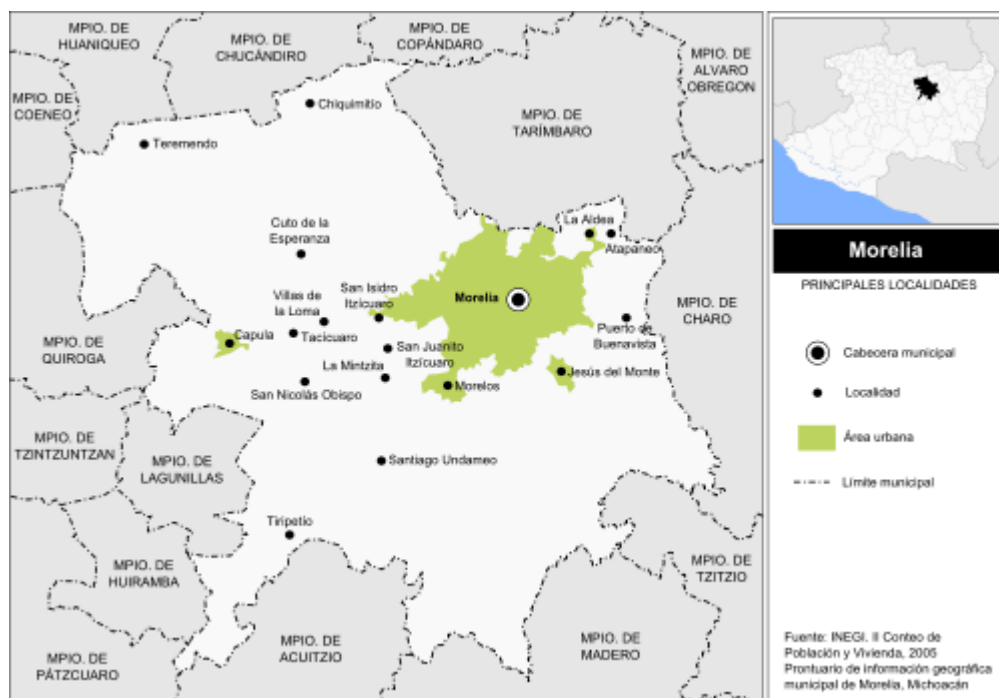 MPIO. DE
HUANIQUEO
MPIO. DE
CHUCÁNDIRO
MPIO. DE
COPÁNDARO
MPIO. DE
ALVARO
OBREGON
MPIO. DE
COENEO
MPIO. DE
TARÍMBARO
Chiquimitio
Teremendo
Cuto de la
Esperanza
La Aldea
Atapaneo
Villas de
la Loma
San Isidro
Itzícuaro
Morelia
MPIO. DE
CHARO
MPIO. DE
QUIROGA
Capula
Tacicuaro
San Juanito
Itzícuaro
Puerto de
Buenavista
La Mintzita
San Nicolás Obispo
Morelos
Jesús del Monte
MPIO. DE
TZINTZUNTZAN
MPIO. DE
LAGUNILLAS
Santiago Undameo
Tiripetío
MPIO. DE
HUIRAMBA
MPIO. DE
TZITZIO
MPIO. DE
PÁTZCUARO
MPIO. DE
ACUITZIO
MPIO. DE
MADERO
Morelia
PRINCIPALES LOCALIDADES
Cabecera municipal
Localidad
Área urbana
Límite municipal
Fuente: INEGI. II Conteo de
Población y Vivienda, 2005
Prontuario de información geográfica
municipal de Morelia, Michoacán